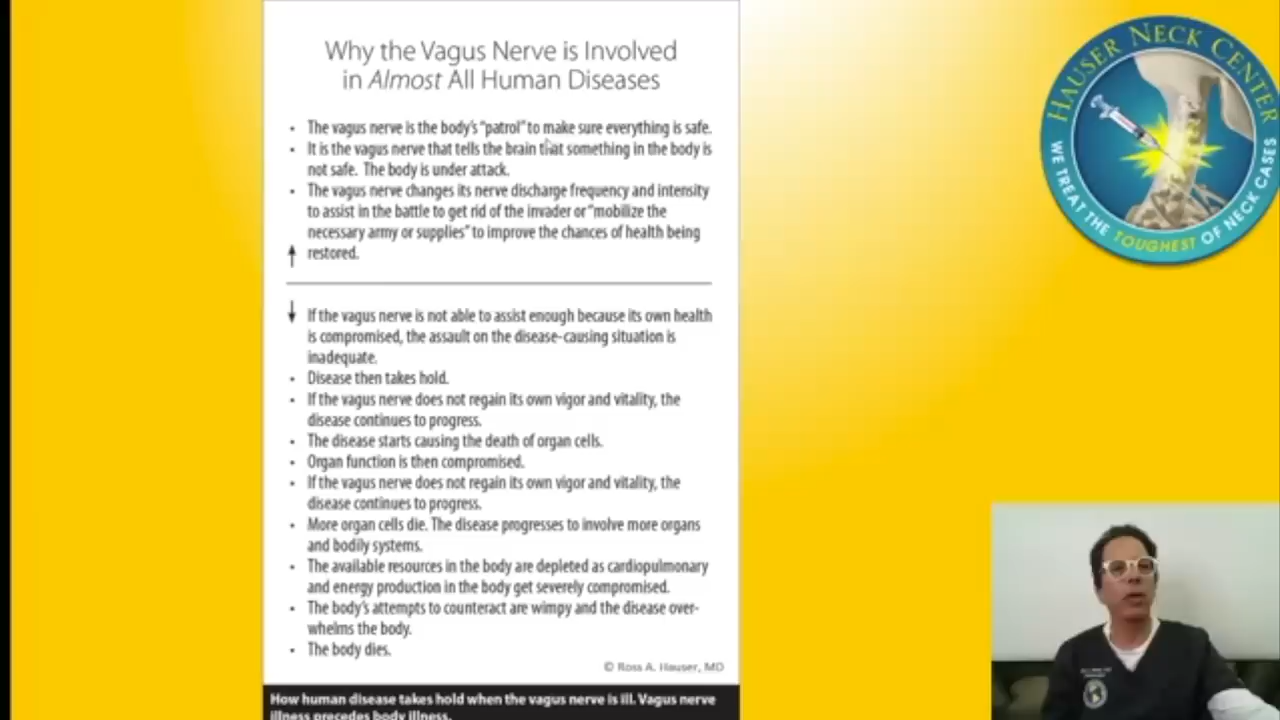 Why the Vagus Nerve is Involved
in Almost All Human Diseases
• The vagus nerve is the body's "patrol" to make sure everything is safe.
• It is the vagus nerve that tells the brain that something in the body is
not safe. The body is under attack.
• The vagus nerve changes its nerve discharge frequency and intensity
to assist in the battle to get rid of the invader or "mobilize the
necessary army or supplies" to improve the chances of health being
↑ restored.
↓ If the vagus nerve is not able to assist enough because its own health
is compromised, the assault on the disease-causing situation is
inadequate.
• Disease then takes hold.
• If the vagus nerve does not regain its own vigor and vitality, the
disease continues to progress.
• The disease starts causing the death of organ cells.
• Organ function is then compromised.
• If the vagus nerve does not regain its own vigor and vitality, the
disease continues to progress.
• More organ cells die. The disease progresses to involve more organs
and bodily systems.
• The available resources in the body are depleted as cardiopulmonary
and energy production in the body get severely compromised.
• The body's attempts to counteract are wimpy and the disease over-
whelms the body.
• The body dies.
© Ross A. Hauser, MD
How human disease takes hold when the vagus nerve is ill. Vagus nerve
illness precedes body illness.
HAUSER NECK CENTER
WE TREAT THE TOUGHEST OF NECK CASES